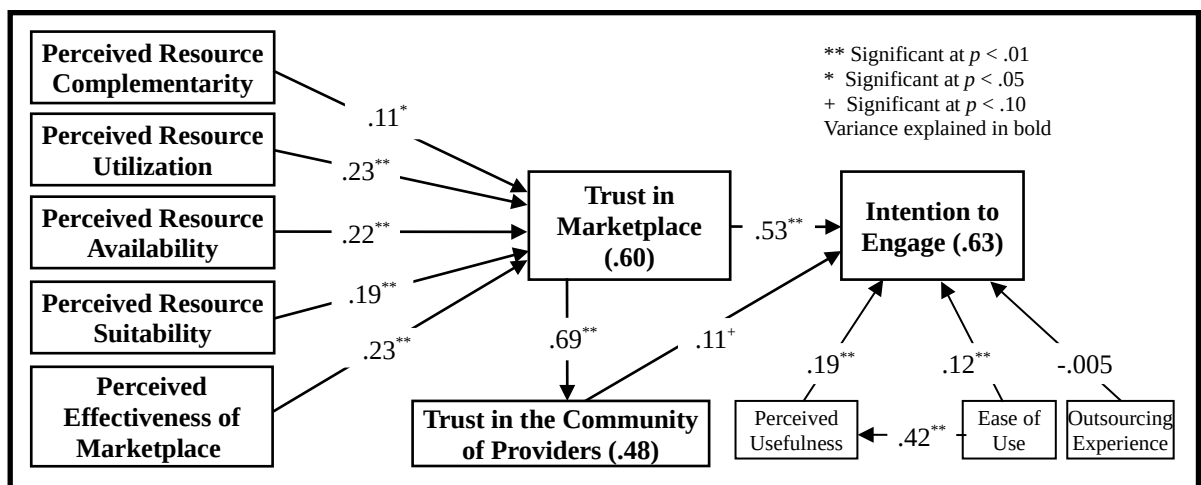 Perceived Resource
Complementarity
** Significant at p < .01
* Significant at p < .05
+ Significant at p < .10
Variance explained in bold
.11*
Perceived Resource
Utilization
.23**
Trust in
Marketplace
(.60)
Intention to
Engage (.63)
Perceived Resource
Availability
.22**
.53**
Perceived Resource
Suitability
.19**
.23**
.69**
.11+
.19**
.12**
-.005
Perceived
Effectiveness of
Marketplace
Trust in the Community
of Providers (.48)
Perceived
Usefulness
.42**
Ease of
Use
Outsourcing
Experience